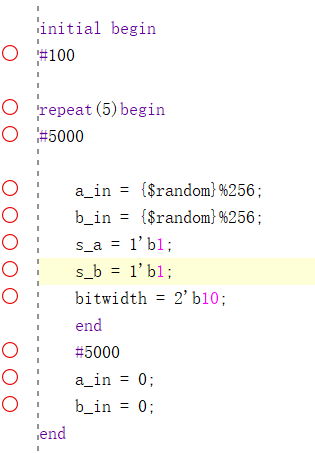 initial begin
#100
repeat(5)begin
#5000
a_in = {$random}%256;
b_in = {$random}%256;
s_a = 1'b1;
s_b = 1'b1;
bitwidth = 2'b10;
end
#5000
a_in = 0;
b_in = 0;
end